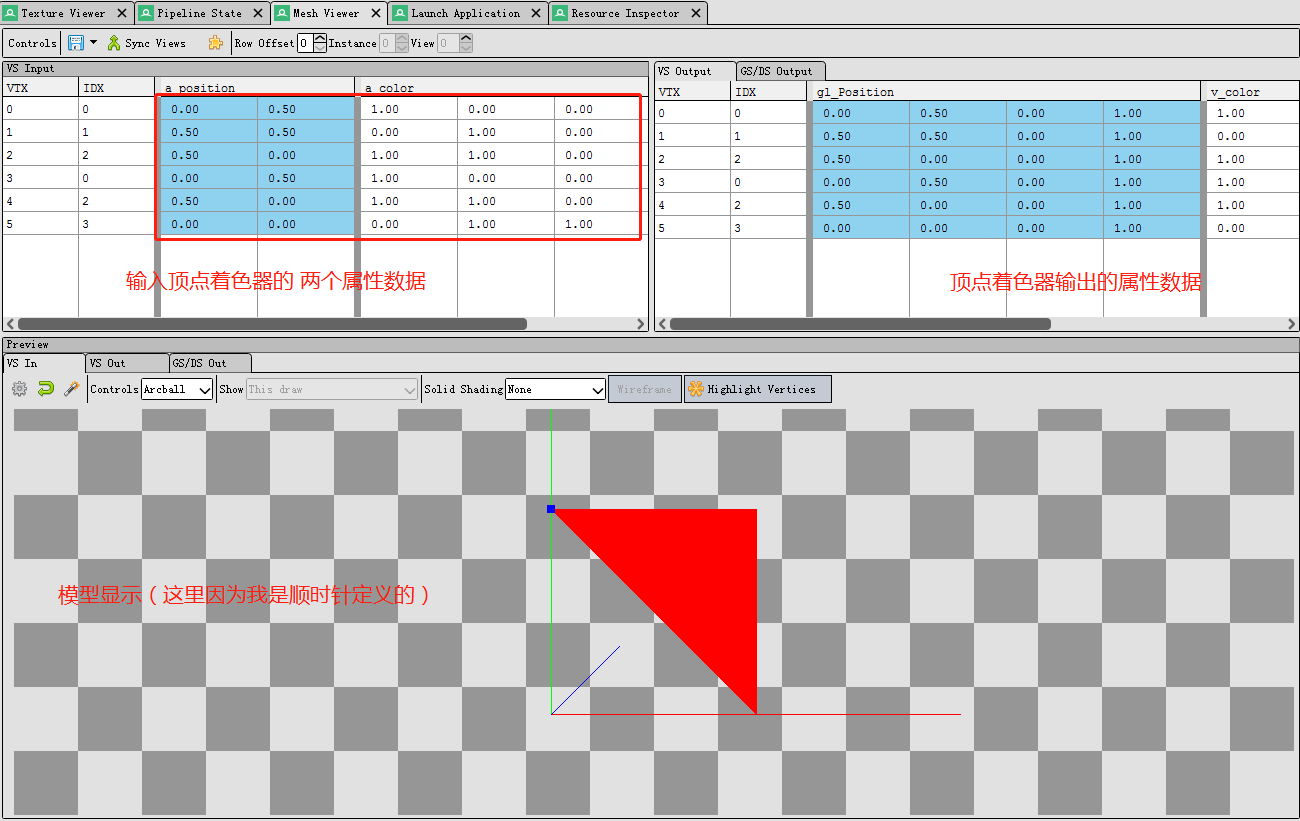 Texture Viewer Pipeline State Mesh Viewer Launch Application Resource Inspector
Controls Sync Views Row Offset 0 Instance 0 View 0
VS Input
VTX IDX a_position a_color
0 0 0.00 0.50 1.00 0.00 0.00
1 1 0.50 0.50 0.00 1.00 0.00
2 2 0.50 0.00 1.00 1.00 0.00
3 0 0.00 0.50 1.00 0.00 0.00
4 2 0.50 0.00 1.00 1.00 0.00
5 3 0.00 0.00 0.00 1.00 1.00
输入顶点着色器的 两个属性数据
VS Output GS/DS Output
VTX IDX gl_Position v_color
0 0 0.00 0.50 0.00 1.00 1.00
1 1 0.50 0.50 0.00 1.00 0.00
2 2 0.50 0.00 0.00 1.00 1.00
3 0 0.00 0.50 0.00 1.00 1.00
4 2 0.50 0.00 0.00 1.00 1.00
5 3 0.00 0.00 0.00 1.00 0.00
顶点着色器输出的属性数据
Preview
VS In VS Out GS/DS Out
Controls Arcball Show This draw Solid Shading None Wireframe Highlight Vertices
模型显示（这里因为我是顺时针定义的）